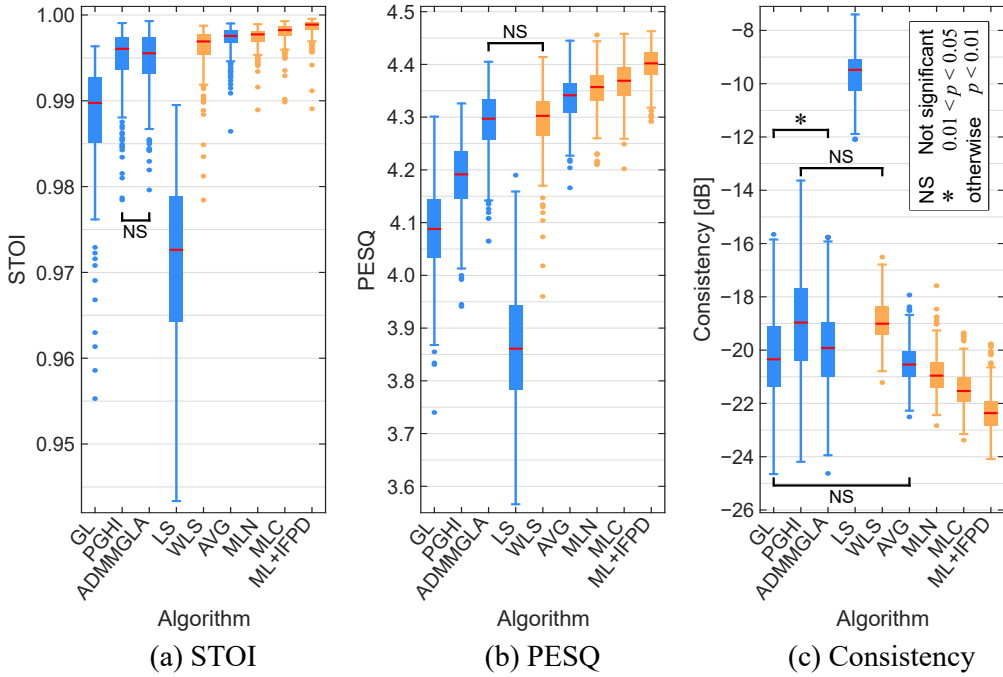 1.00
0.99
0.98
0.97
0.96
0.95
STOI
NS
GL
PGHI
ADMMGLA
LS
WLS
AVG
MLN
MLC
ML+IFPD
Algorithm
(a) STOI
4.5
4.4
4.3
4.2
4.1
4.0
3.9
3.8
3.7
3.6
PESQ
NS
GL
PGHI
ADMMGLA
LS
WLS
AVG
MLN
MLC
ML+IFPD
Algorithm
(b) PESQ
−8
−10
−12
−14
−16
−18
−20
−22
−24
−26
Consistency [dB]
*
NS
NS
NS Not significant
* 0.01 < p < 0.05
otherwise p < 0.01
GL
PGHI
ADMMGLA
LS
WLS
AVG
MLN
MLC
ML+IFPD
Algorithm
(c) Consistency